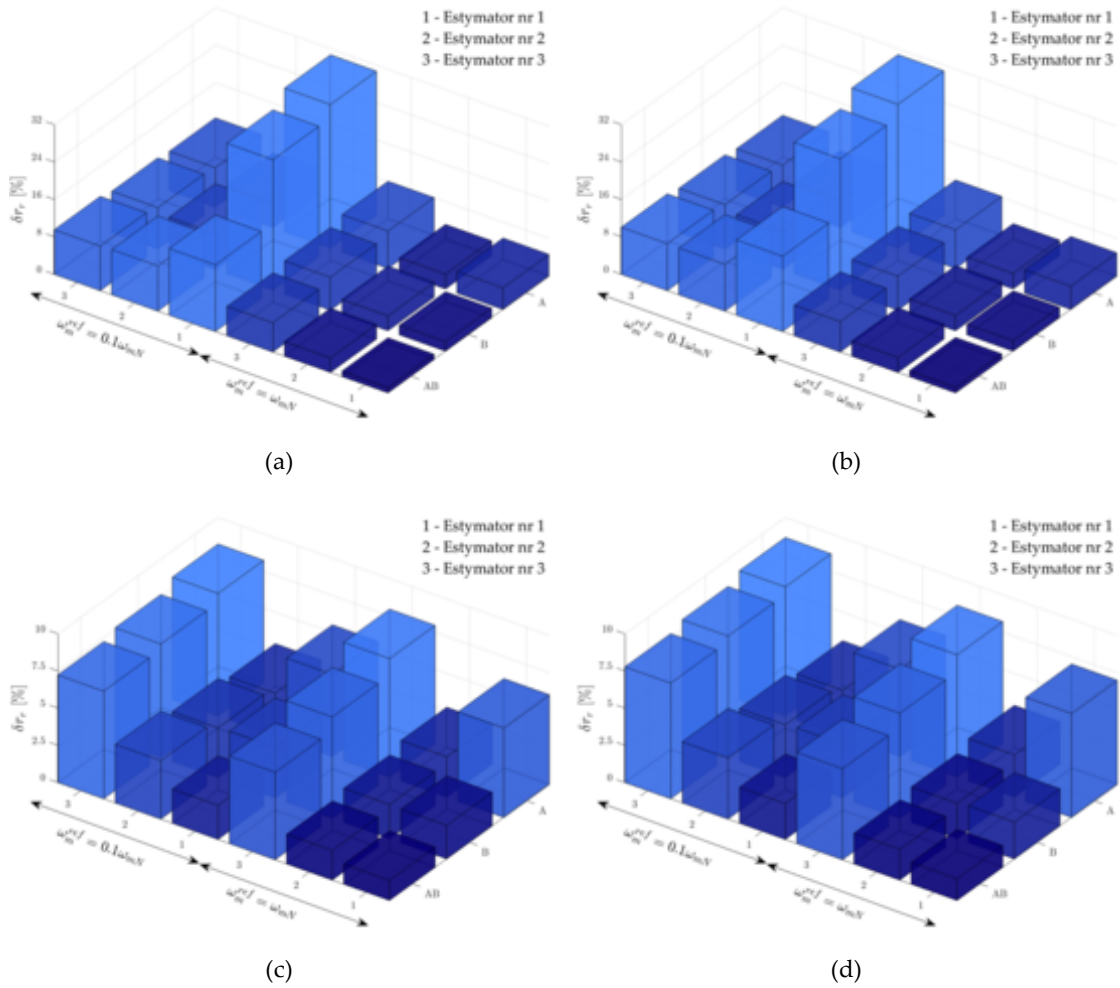 1 - Estymator nr 1
2 - Estymator nr 2
3 - Estymator nr 3
32
24
16
8
0
δr_r [%]
3
2
1
3
2
1
ω_m^ref = 0.1ω_mN
ω_m^ref = ω_mN
A
B
AB
(a)
1 - Estymator nr 1
2 - Estymator nr 2
3 - Estymator nr 3
32
24
16
8
0
δr_r [%]
3
2
1
3
2
1
ω_m^ref = 0.1ω_mN
ω_m^ref = ω_mN
A
B
AB
(b)
1 - Estymator nr 1
2 - Estymator nr 2
3 - Estymator nr 3
10
7.5
5
2.5
0
δr_r [%]
3
2
1
3
2
1
ω_m^ref = 0.1ω_mN
ω_m^ref = ω_mN
A
B
AB
(c)
1 - Estymator nr 1
2 - Estymator nr 2
3 - Estymator nr 3
10
7.5
5
2.5
0
δr_r [%]
3
2
1
3
2
1
ω_m^ref = 0.1ω_mN
ω_m^ref = ω_mN
A
B
AB
(d)